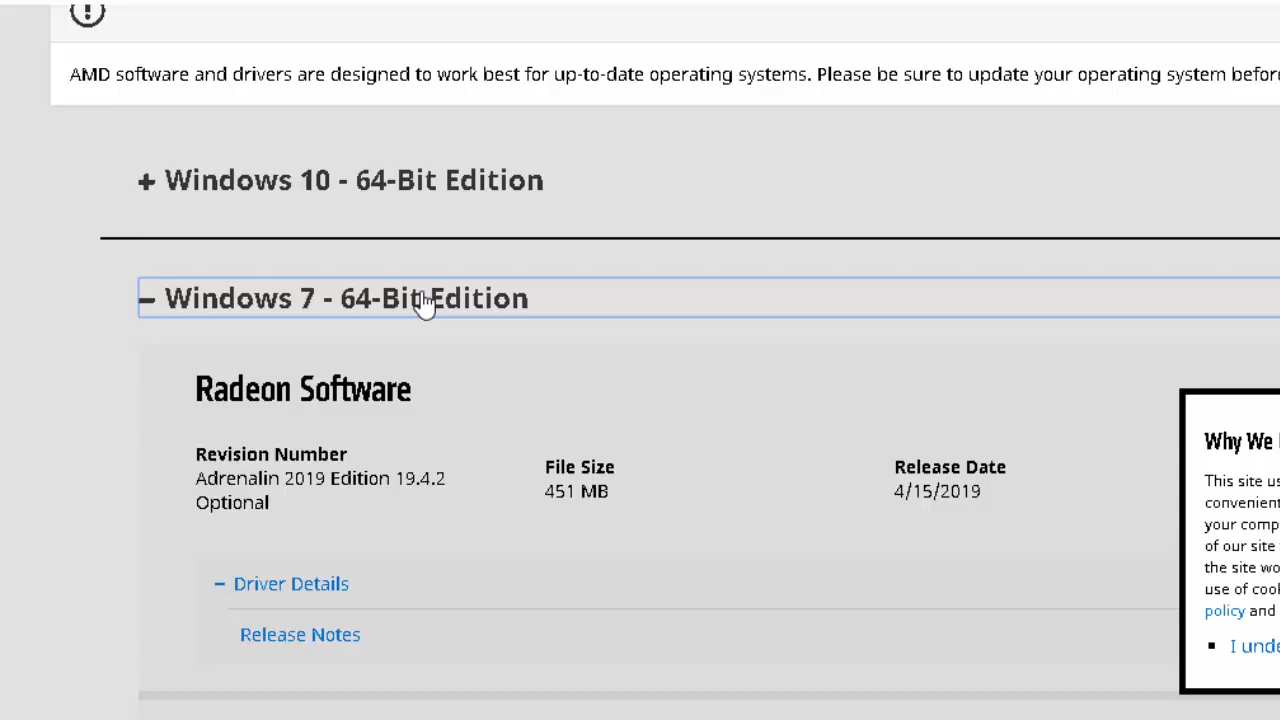 AMD software and drivers are designed to work best for up-to-date operating systems. Please be sure to update your operating system before
+ Windows 10 - 64-Bit Edition
− Windows 7 - 64-Bit Edition
Radeon Software
Revision Number
Adrenalin 2019 Edition 19.4.2
Optional
File Size
451 MB
Release Date
4/15/2019
− Driver Details
Release Notes
Why We
This site
convenient
your comp
of our site
the site wo
use of cook
policy and
▪ I unde